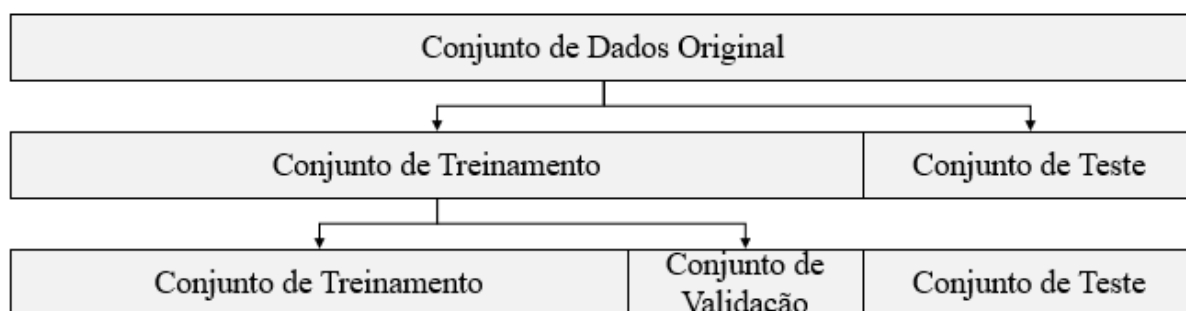 Conjunto de Dados Original
Conjunto de Treinamento
Conjunto de Teste
Conjunto de Treinamento
Conjunto de
Validação
Conjunto de Teste